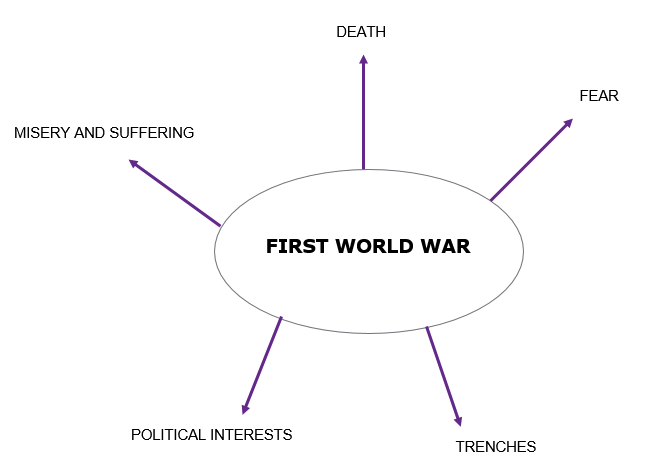 DEATH
FEAR
MISERY AND SUFFERING
FIRST WORLD WAR
POLITICAL INTERESTS
TRENCHES